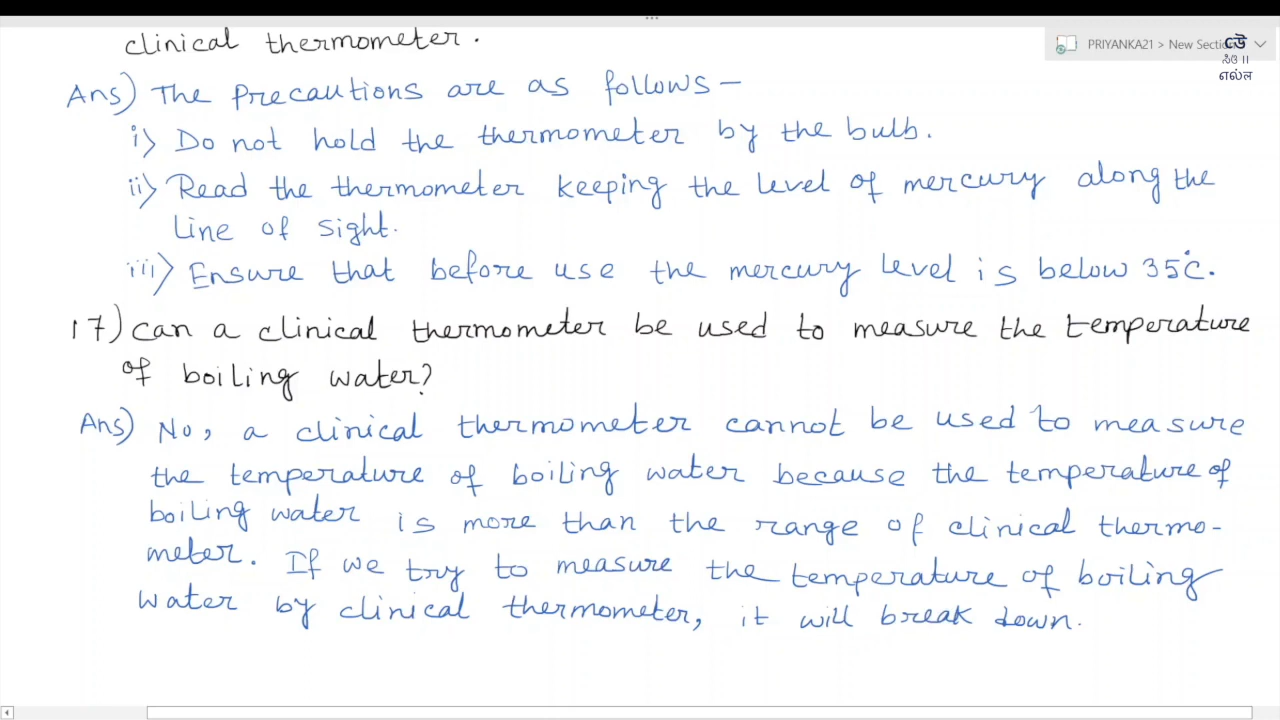 clinical thermometer.
PRIYANKA21 > New Section
Ans) The precautions are as follows –
i) Do not hold the thermometer by the bulb.
ii) Read the thermometer keeping the level of mercury along the
line of sight.
iii) Ensure that before use the mercury level is below 35°C.
17) Can a clinical thermometer be used to measure the temperature
of boiling water?
Ans) No, a clinical thermometer cannot be used to measure
the temperature of boiling water because the temperature of
boiling water is more than the range of clinical thermo-
meter. If we try to measure the temperature of boiling
water by clinical thermometer, it will break down.